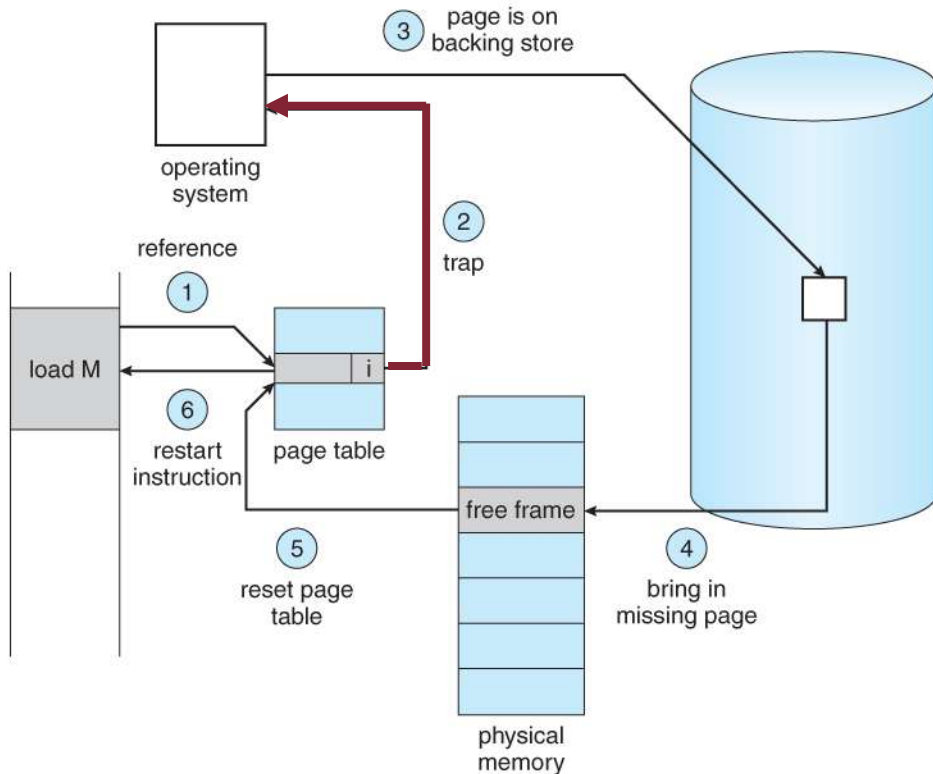 3
page is on
backing store
operating
system
2
trap
reference
1
load M
i
6
restart
instruction
page table
free frame
5
reset page
table
4
bring in
missing page
physical
memory